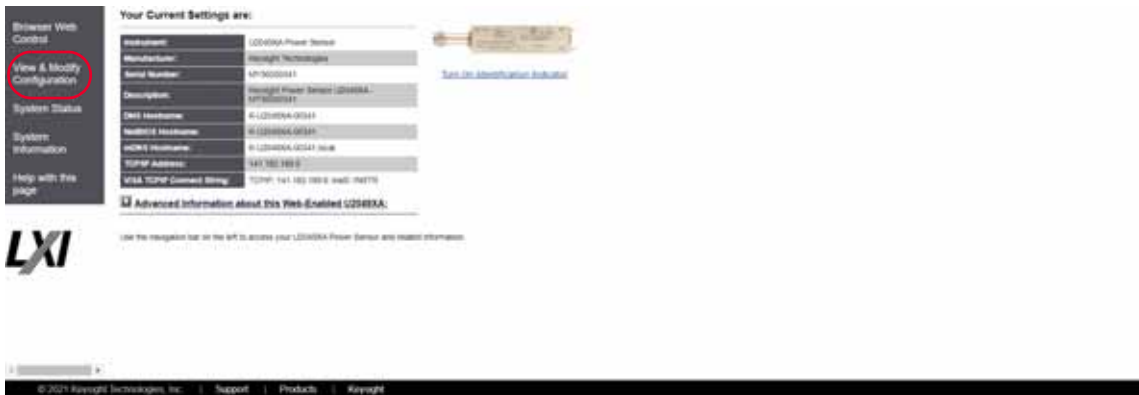 Browser Web
Control
View & Modify
Configuration
System Status
System
Information
Help with this
page
LXI
Your Current Settings are:
Instrument: U2049XA Power Sensor
Manufacturer: Keysight Technologies
Serial Number:
Description: Keysight Power Sensor U2049XA -
DNS Hostname:
NetBIOS Hostname:
mDNS Hostname:
TCP/IP Address:
VISA TCP/IP Connect String:
Turn On Identification Indicator
Advanced information about this Web-Enabled U2049XA:
Use the navigation bar on the left to access your U2049XA Power Sensor and related information.
© 2021 Keysight Technologies, Inc. | Support | Products | Keysight